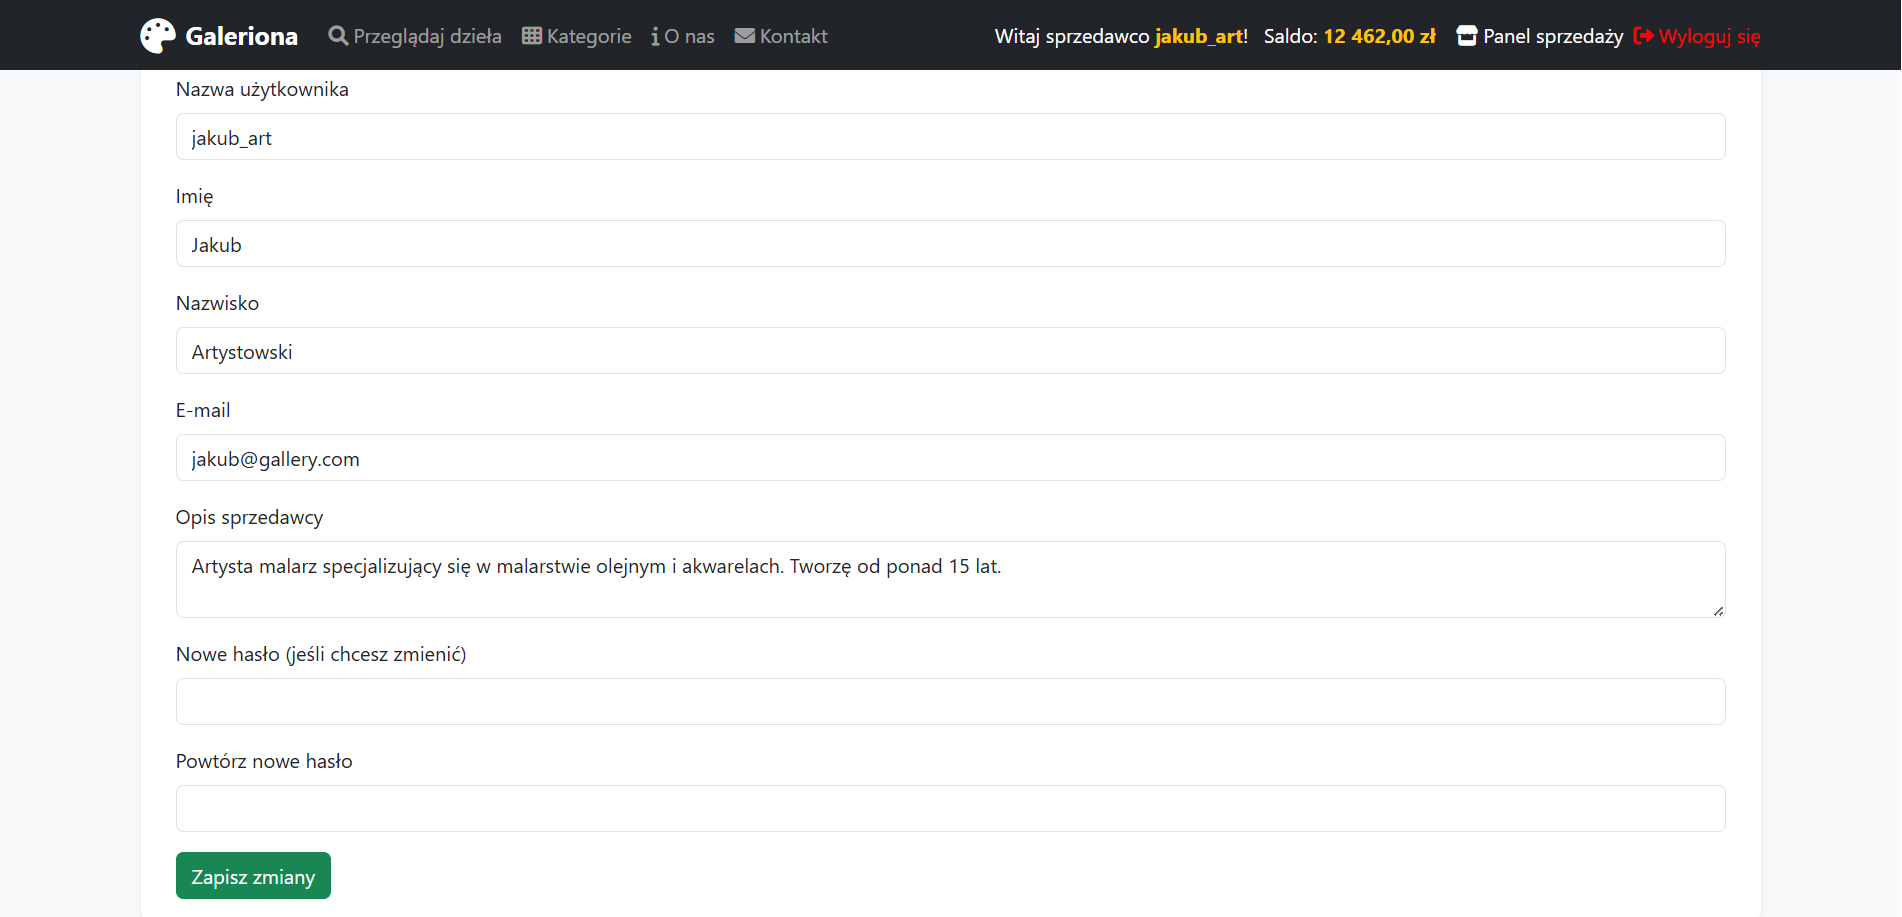 Galeriona Przeglądaj dzieła Kategorie O nas Kontakt Witaj sprzedawco jakub_art! Saldo: 12 462,00 zł Panel sprzedaży Wyloguj się
Nazwa użytkownika
jakub_art
Imię
Jakub
Nazwisko
Artystowski
E-mail
jakub@gallery.com
Opis sprzedawcy
Artysta malarz specjalizujący się w malarstwie olejnym i akwarelach. Tworzę od ponad 15 lat.
Nowe hasło (jeśli chcesz zmienić)
Powtórz nowe hasło
Zapisz zmiany